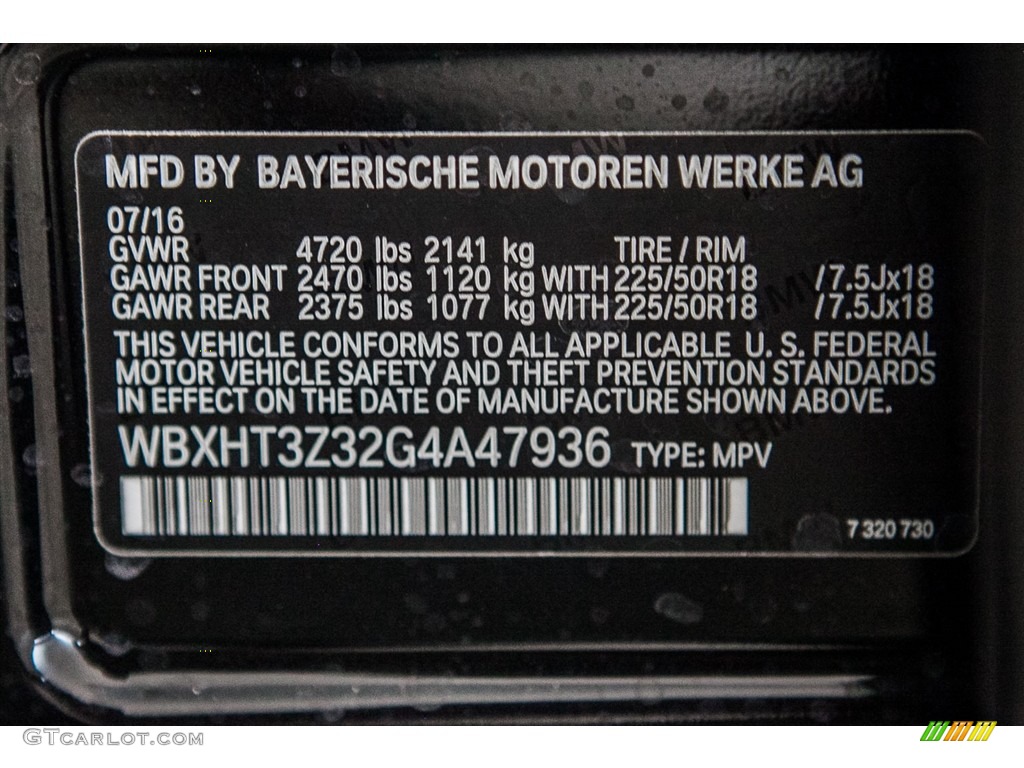 MFD BY BAYERISCHE MOTOREN WERKE AG
07/16
GVWR 4720 lbs 2141 kg TIRE / RIM
GAWR FRONT 2470 lbs 1120 kg WITH 225/50R18 /7.5Jx18
GAWR REAR 2375 lbs 1077 kg WITH 225/50R18 /7.5Jx18
THIS VEHICLE CONFORMS TO ALL APPLICABLE U. S. FEDERAL
MOTOR VEHICLE SAFETY AND THEFT PREVENTION STANDARDS
IN EFFECT ON THE DATE OF MANUFACTURE SHOWN ABOVE.
WBXHT3Z32G4A47936 TYPE: MPV
7 320 730
GTCarLot.com